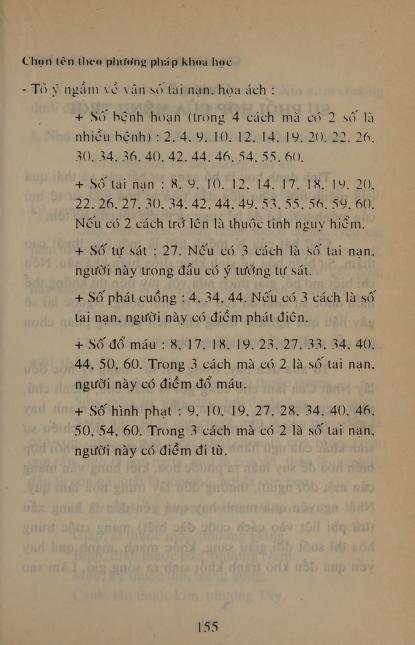 Chọn tên theo phương pháp khoa học
- Tỏ ý ngầm về vận số tai nạn, họa ách :
+ Số bệnh hoạn (trong 4 cách mà có 2 số là
nhiều bệnh) : 2, 4, 9, 10, 12, 14, 19, 20, 22, 26,
30, 34, 36, 40, 42, 44, 46, 54, 55, 60.
+ Số tai nạn : 8, 9, 10, 12, 14, 17, 18, 19, 20,
22, 26, 27, 30, 34, 42, 44, 49, 53, 55, 56, 59, 60.
Nếu có 2 cách trở lên là thuộc tính nguy hiểm.
+ Số tự sát : 27. Nếu có 3 cách là số tai nạn,
người này trong đầu có ý tưởng tự sát.
+ Số phát cuồng : 4, 34, 44. Nếu có 3 cách là số
tai nạn, người này có điềm phát điên.
+ Số đổ máu : 8, 17, 18, 19, 23, 27, 33, 34, 40,
44, 50, 60. Trong 3 cách mà có 2 là số tai nạn,
người này có điềm đổ máu.
+ Số hình phạt : 9, 10, 19, 27, 28, 34, 40, 46,
50, 54, 60. Trong 3 cách mà có 2 là số tai nạn,
người này có điềm đi tù.
155